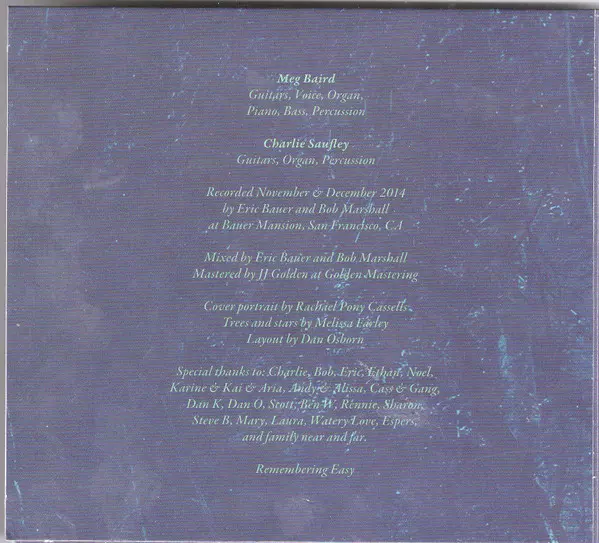 Meg Baird
Guitars, Voice, Organ,
Piano, Bass, Percussion
Charlie Saufley
Guitars, Organ, Percussion
Recorded November & December 2014
by Eric Bauer and Bob Marshall
at Bauer Mansion, San Francisco, CA
Mixed by Eric Bauer and Bob Marshall
Mastered by JJ Golden at Golden Mastering
Cover portrait by Rachael Pony Cassells
Trees and stars by Melissa Earley
Layout by Dan Osborn
Special thanks to: Charlie, Bob, Eric, Ethan, Noel,
Karine & Kai & Aria, Andy & Alissa, Cass & Gang,
Dan K, Dan O, Scott, Ben W, Rennie, Sharon,
Steve B, Mary, Laura, Watery Love, Espers,
and family near and far.
Remembering Easy